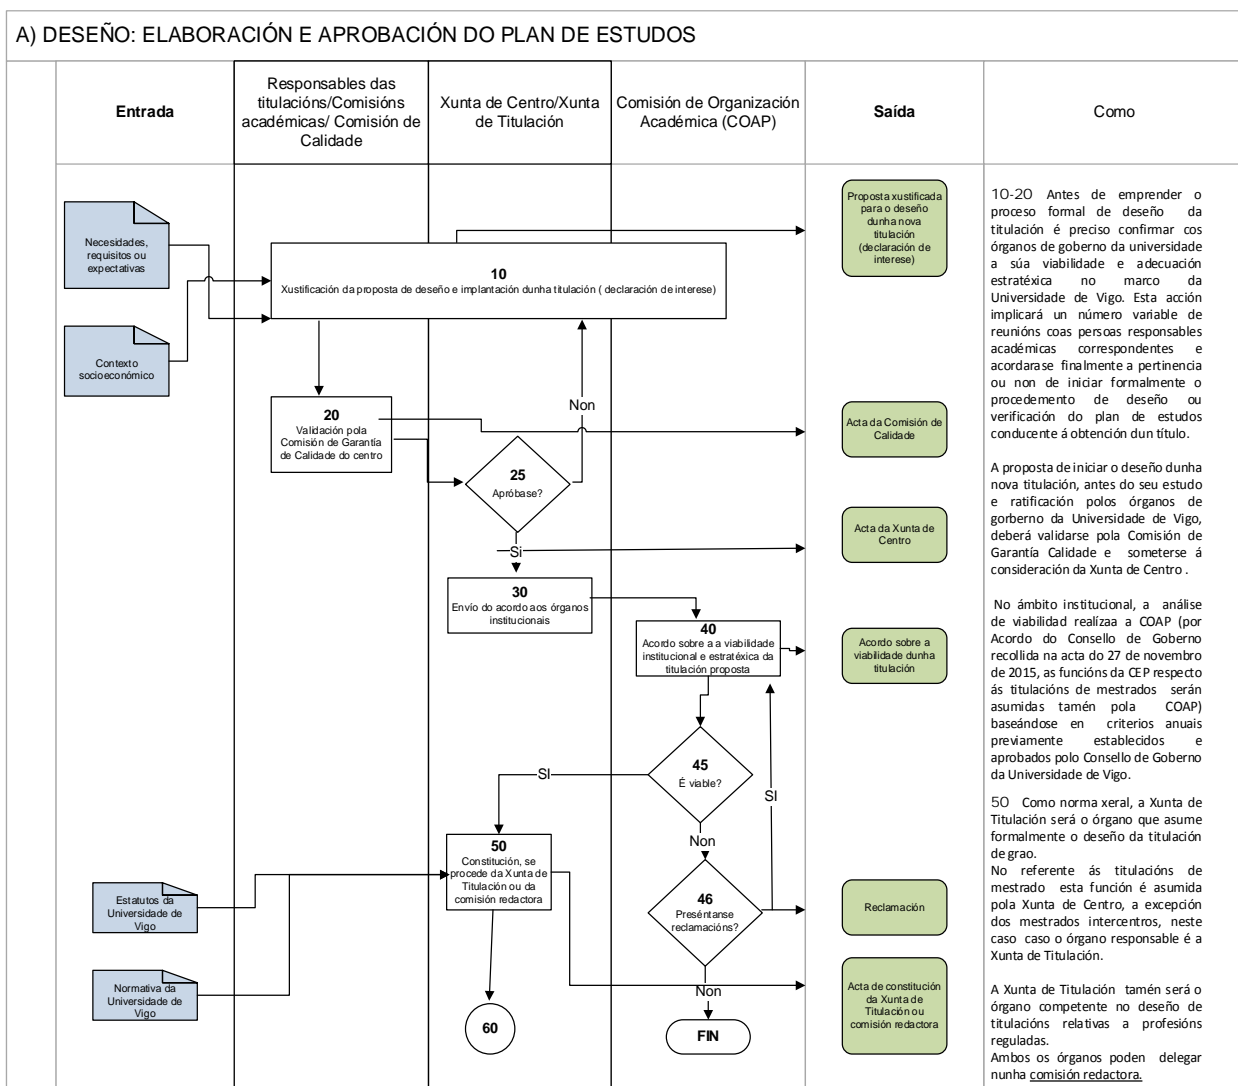 A) DESEÑO: ELABORACIÓN E APROBACIÓN DO PLAN DE ESTUDOS
Entrada
Responsables das
titulacións/Comisións
académicas/ Comisión de
Calidade
Xunta de Centro/Xunta
de Titulación
Comisión de Organización
Académica (COAP)
Saída
Como
Necesidades,
requisitos ou
expectativas
Contexto
socioeconómico
10
Xustificación da proposta de deseño e implantación dunha titulación ( declaración de interese)
Proposta xustificada
para o deseño
dunha nova
titulación
(declaración de
interese)
20
Validación pola
Comisión de Garantía
de Calidade do centro
Non
25
Apróbase?
Si
Acta da Comisión de
Calidade
Acta da Xunta de
Centro
30
Envío do acordo aos órganos
institucionais
40
Acordo sobre a a viabilidade
institucional e estratéxica da
titulación proposta
Acordo sobre a
viabilidade dunha
titulación
45
É viable?
SI
SI
Non
50
Constitución, se
procede da Xunta de
Titulación ou da
comisión redactora
46
Preséntanse
reclamacións?
Reclamación
Estatutos da
Universidade de
Vigo
Normativa da
Universidade de
Vigo
Non
60
FIN
Acta de constitución
da Xunta de
Titulación ou
comisión redactora
10-20 Antes de emprender o
proceso formal de deseño da
titulación é preciso confirmar cos
órganos de goberno da universidade
a súa viabilidade e adecuación
estratéxica no marco da
Universidade de Vigo. Esta acción
implicará un número variable de
reunións coas persoas responsables
académicas correspondentes e
acordarase finalmente a pertinencia
ou non de iniciar formalmente o
procedemento de deseño ou
verificación do plan de estudos
conducente á obtención dun título.
A proposta de iniciar o deseño dunha
nova titulación, antes do seu estudo
e ratificación polos órganos de
gorberno da Universidade de Vigo,
deberá validarse pola Comisión de
Garantía Calidade e someterse á
consideración da Xunta de Centro .
No ámbito institucional, a análise
de viabilidad realízaa a COAP (por
Acordo do Consello de Goberno
recollida na acta do 27 de novembro
de 2015, as funcións da CEP respecto
ás titulacións de mestrados serán
asumidas tamén pola COAP)
baseándose en criterios anuais
previamente establecidos e
aprobados polo Consello de Goberno
da Universidade de Vigo.
50 Como norma xeral, a Xunta de
Titulación será o órgano que asume
formalmente o deseño da titulación
de grao.
No referente ás titulacións de
mestrado esta función é asumida
pola Xunta de Centro, a excepción
dos mestrados intercentros, neste
caso caso o órgano responsable é a
Xunta de Titulación.
A Xunta de Titulación tamén será o
órgano competente no deseño de
titulacións relativas a profesións
reguladas.
Ambos os órganos poden delegar
nunha comisión redactora.